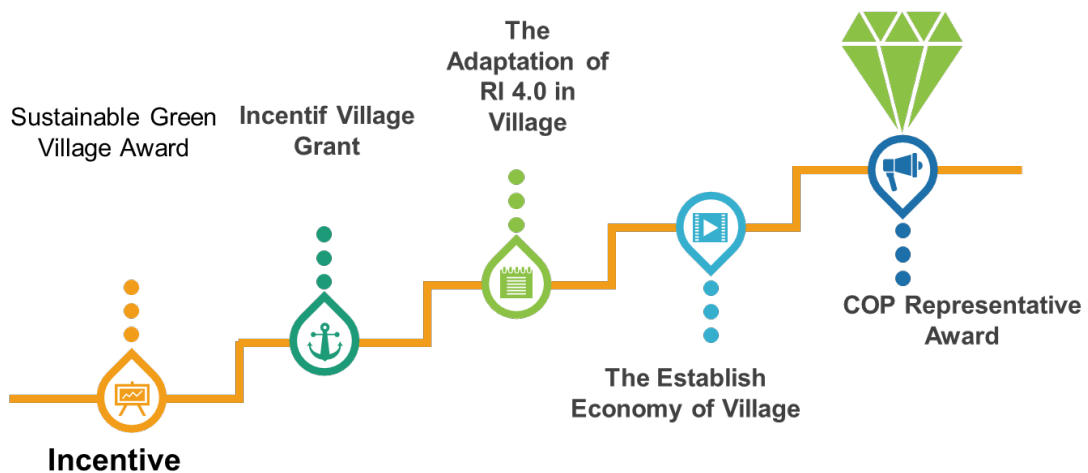 Sustainable Green
Village Award
Incentif Village
Grant
The
Adaptation of
RI 4.0 in
Village
The Establish
Economy of Village
COP Representative
Award
Incentive